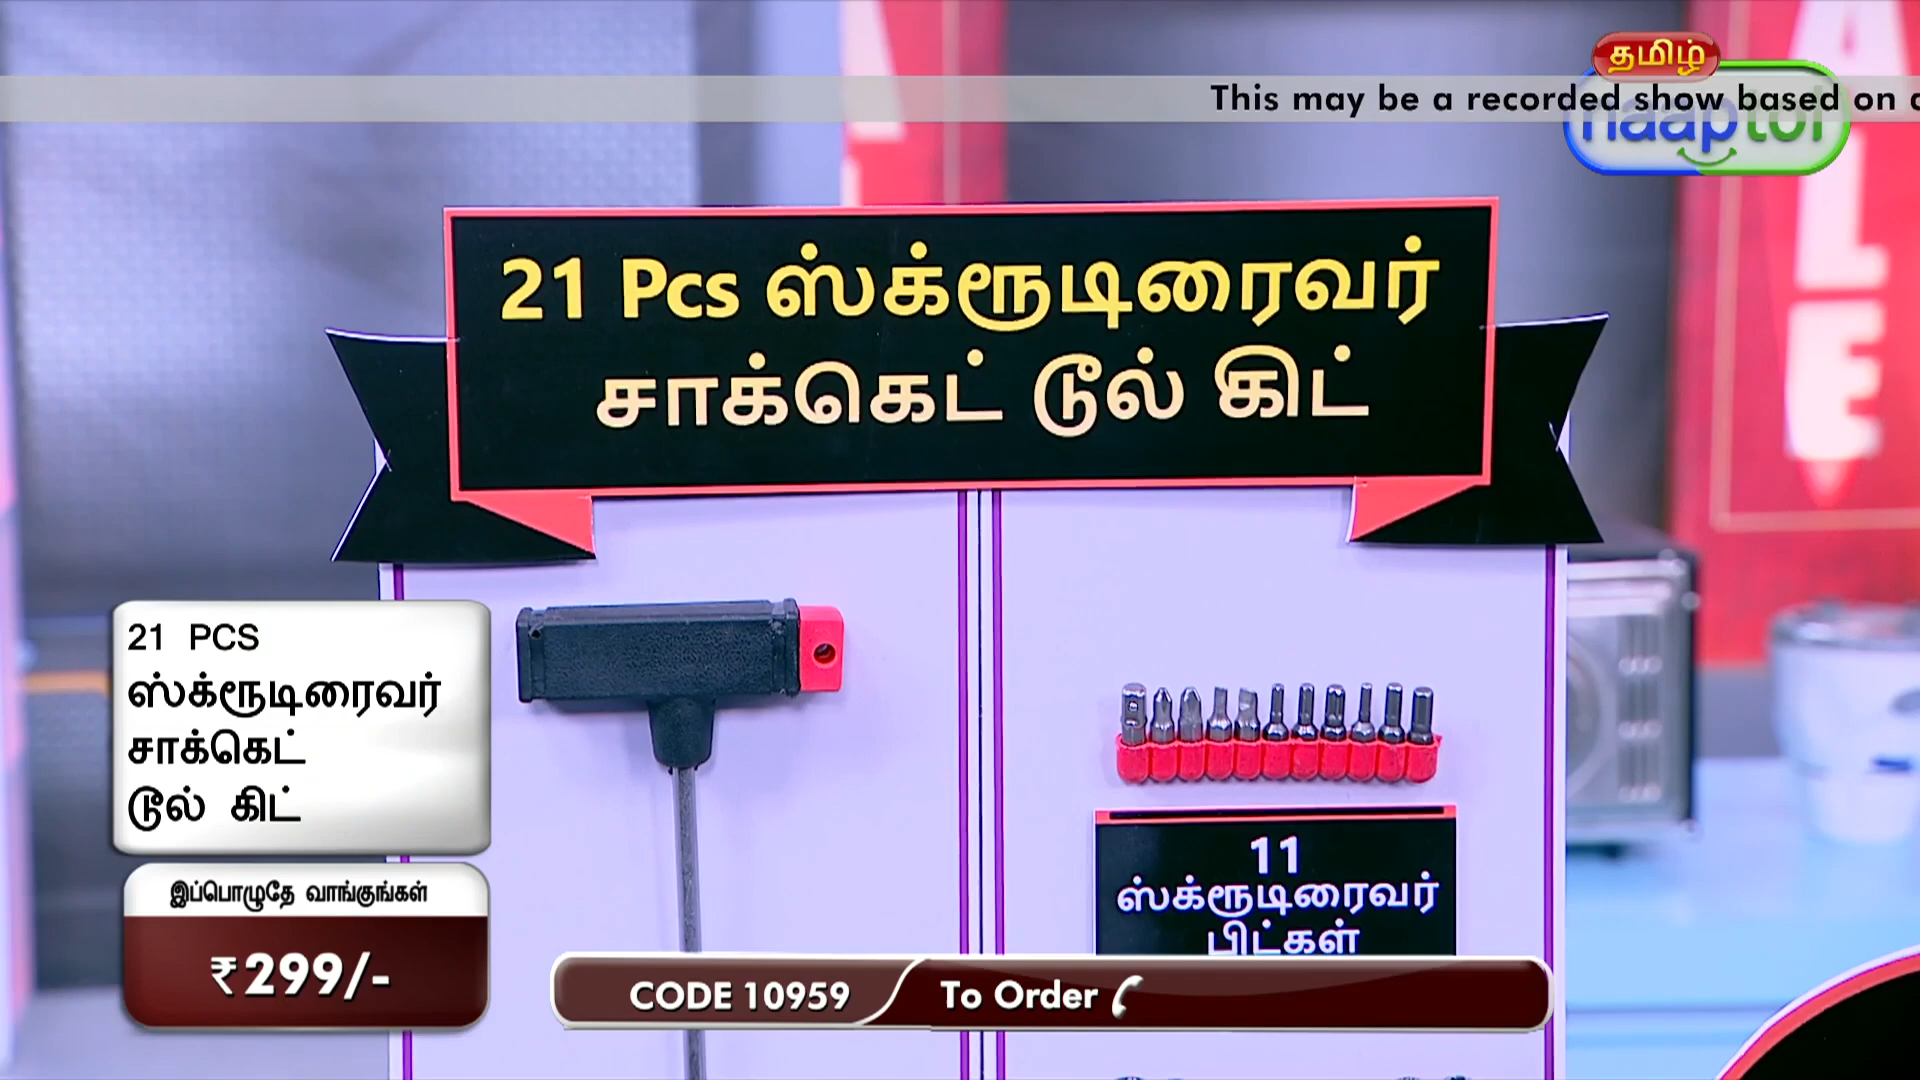 தமிழ்
This may be a recorded show based on
naaptol
21 Pcs ஸ்க்ரூடிரைவர்
சாக்கெட் டூல் கிட்
21 PCS
ஸ்க்ரூடிரைவர்
சாக்கெட்
டூல் கிட்
11
ஸ்க்ரூடிரைவர்
பிட்கள்
இப்பொழுதே வாங்குங்கள்
₹299/-
CODE 10959
To Order
A
L
E